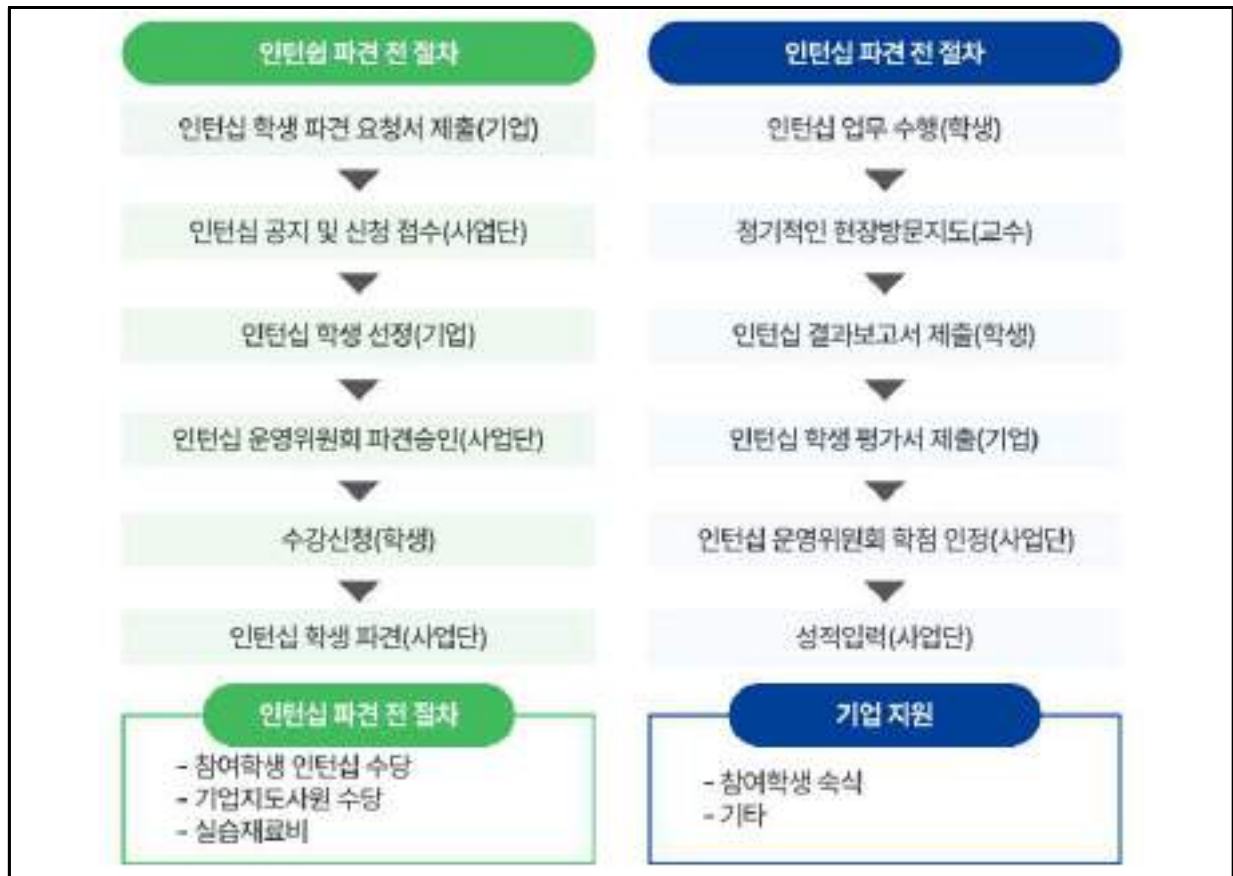 인턴쉽 파견 전 절차
인턴십 학생 파견 요청서 제출(기업)
인턴십 공지 및 신청 접수(사업단)
인턴십 학생 선정(기업)
인턴십 운영위원회 파견승인(사업단)
수강신청(학생)
인턴십 학생 파견(사업단)
인턴십 파견 전 절차
- 참여학생 인턴십 수당
- 기업지도사원 수당
- 실습재료비
인턴십 파견 전 절차
인턴십 업무 수행(학생)
정기적인 현장방문지도(교수)
인턴십 결과보고서 제출(학생)
인턴십 학생 평가서 제출(기업)
인턴십 운영위원회 학점 인정(사업단)
성적입력(사업단)
기업 지원
- 참여학생 숙식
- 기타